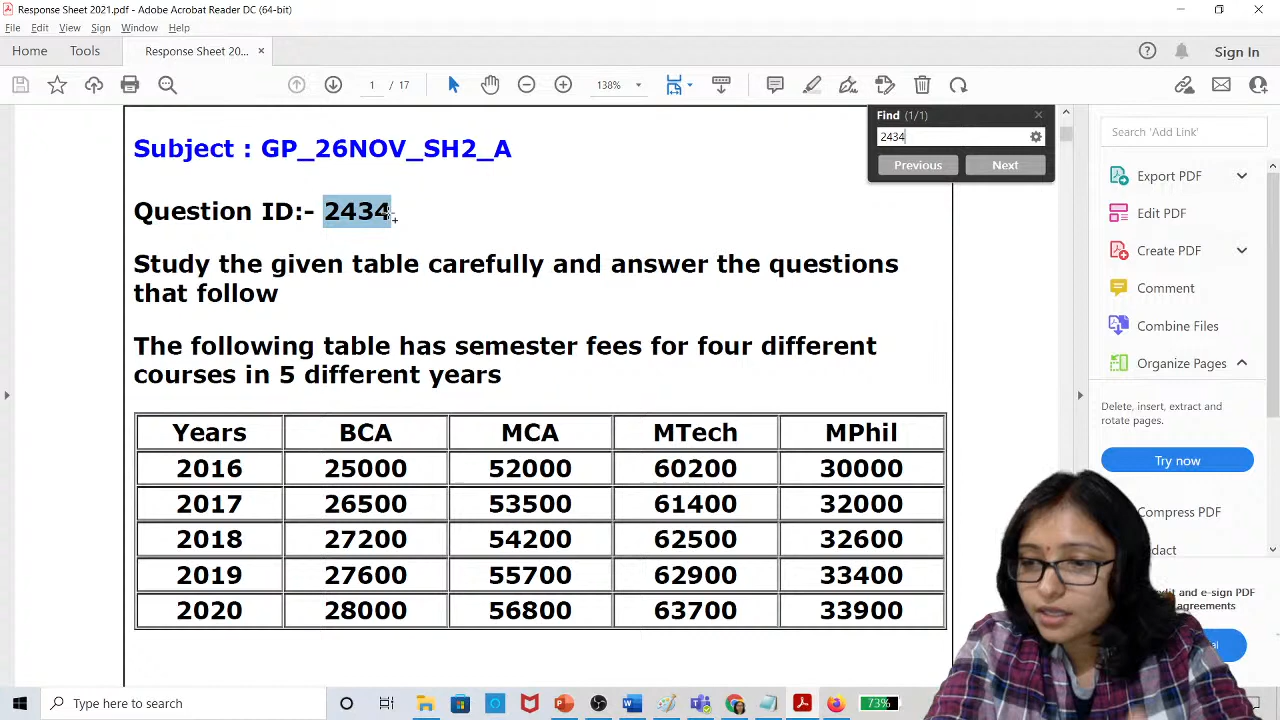 Response Sheet 2021.pdf - Adobe Acrobat Reader DC (64-bit)
File Edit View Sign Window Help
Home Tools Response Sheet 20... × Sign In
1 / 17 138%
Find (1/1)
2434
Previous Next
Search 'Add Link'
Subject : GP_26NOV_SH2_A
Question ID:- 2434
Study the given table carefully and answer the questions
that follow
The following table has semester fees for four different
courses in 5 different years
Years BCA MCA MTech MPhil
2016 25000 52000 60200 30000
2017 26500 53500 61400 32000
2018 27200 54200 62500 32600
2019 27600 55700 62900 33400
2020 28000 56800 63700 33900
Export PDF
Edit PDF
Create PDF
Comment
Combine Files
Organize Pages
Delete, insert, extract and
rotate pages.
Try now
Compress PDF
e-sign PDF
agreements
Type here to search
73%